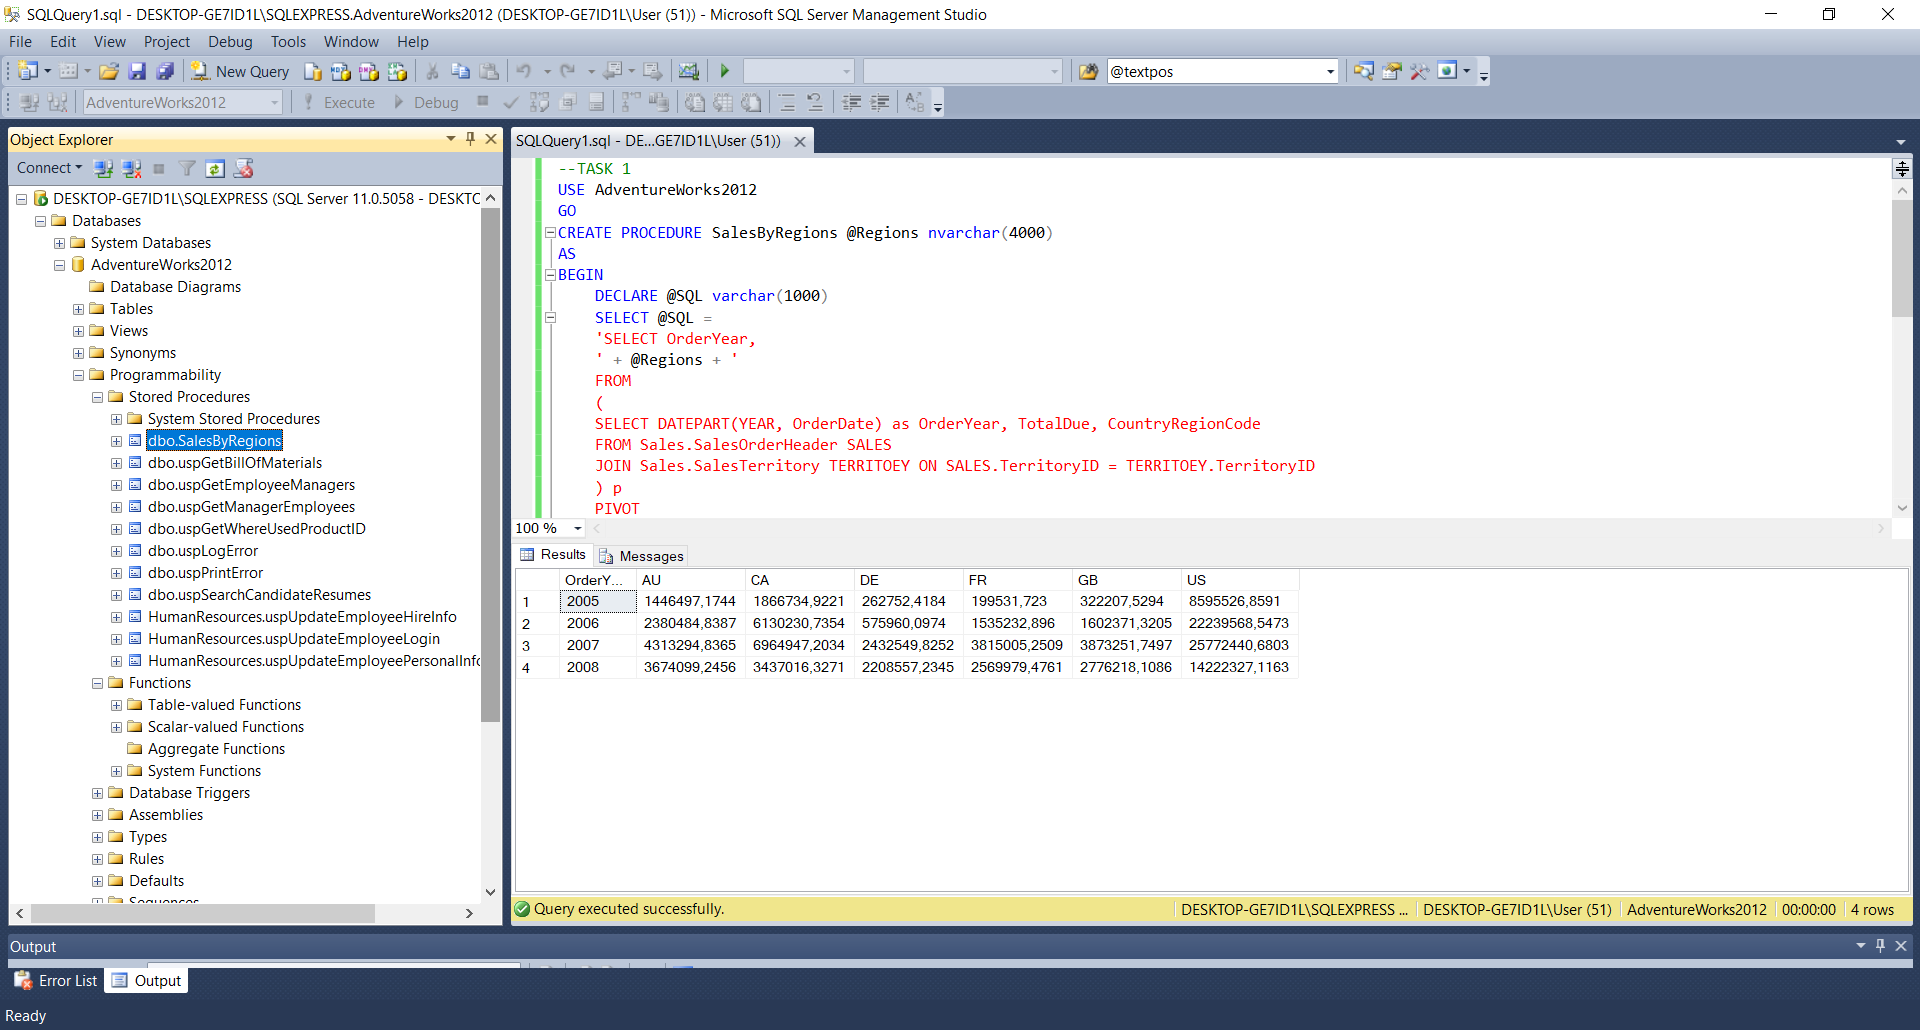 SQLQuery1.sql - DESKTOP-GE7ID1L\SQLEXPRESS.AdventureWorks2012 (DESKTOP-GE7ID1L\User (51)) - Microsoft SQL Server Management Studio
File Edit View Project Debug Tools Window Help
New Query @textpos
AdventureWorks2012 Execute Debug
Object Explorer
Connect
DESKTOP-GE7ID1L\SQLEXPRESS (SQL Server 11.0.5058 - DESKTC
Databases
System Databases
AdventureWorks2012
Database Diagrams
Tables
Views
Synonyms
Programmability
Stored Procedures
System Stored Procedures
dbo.SalesByRegions
dbo.uspGetBillOfMaterials
dbo.uspGetEmployeeManagers
dbo.uspGetManagerEmployees
dbo.uspGetWhereUsedProductID
dbo.uspLogError
dbo.uspPrintError
dbo.uspSearchCandidateResumes
HumanResources.uspUpdateEmployeeHireInfo
HumanResources.uspUpdateEmployeeLogin
HumanResources.uspUpdateEmployeePersonalInfo
Functions
Table-valued Functions
Scalar-valued Functions
Aggregate Functions
System Functions
Database Triggers
Assemblies
Types
Rules
Defaults
Sequences
SQLQuery1.sql - DE...GE7ID1L\User (51))
--TASK 1
USE AdventureWorks2012
GO
CREATE PROCEDURE SalesByRegions @Regions nvarchar(4000)
AS
BEGIN
DECLARE @SQL varchar(1000)
SELECT @SQL =
'SELECT OrderYear,
' + @Regions + '
FROM
(
SELECT DATEPART(YEAR, OrderDate) as OrderYear, TotalDue, CountryRegionCode
FROM Sales.SalesOrderHeader SALES
JOIN Sales.SalesTerritory TERRITOEY ON SALES.TerritoryID = TERRITOEY.TerritoryID
) p
PIVOT
100 %
Results Messages
OrderY... AU CA DE FR GB US
1 2005 1446497,1744 1866734,9221 262752,4184 199531,723 322207,5294 8595526,8591
2 2006 2380484,8387 6130230,7354 575960,0974 1535232,896 1602371,3205 22239568,5473
3 2007 4313294,8365 6964947,2034 2432549,8252 3815005,2509 3873251,7497 25772440,6803
4 2008 3674099,2456 3437016,3271 2208557,2345 2569979,4761 2776218,1086 14222327,1163
Query executed successfully. DESKTOP-GE7ID1L\SQLEXPRESS ... DESKTOP-GE7ID1L\User (51) AdventureWorks2012 00:00:00 4 rows
Output
Error List Output
Ready